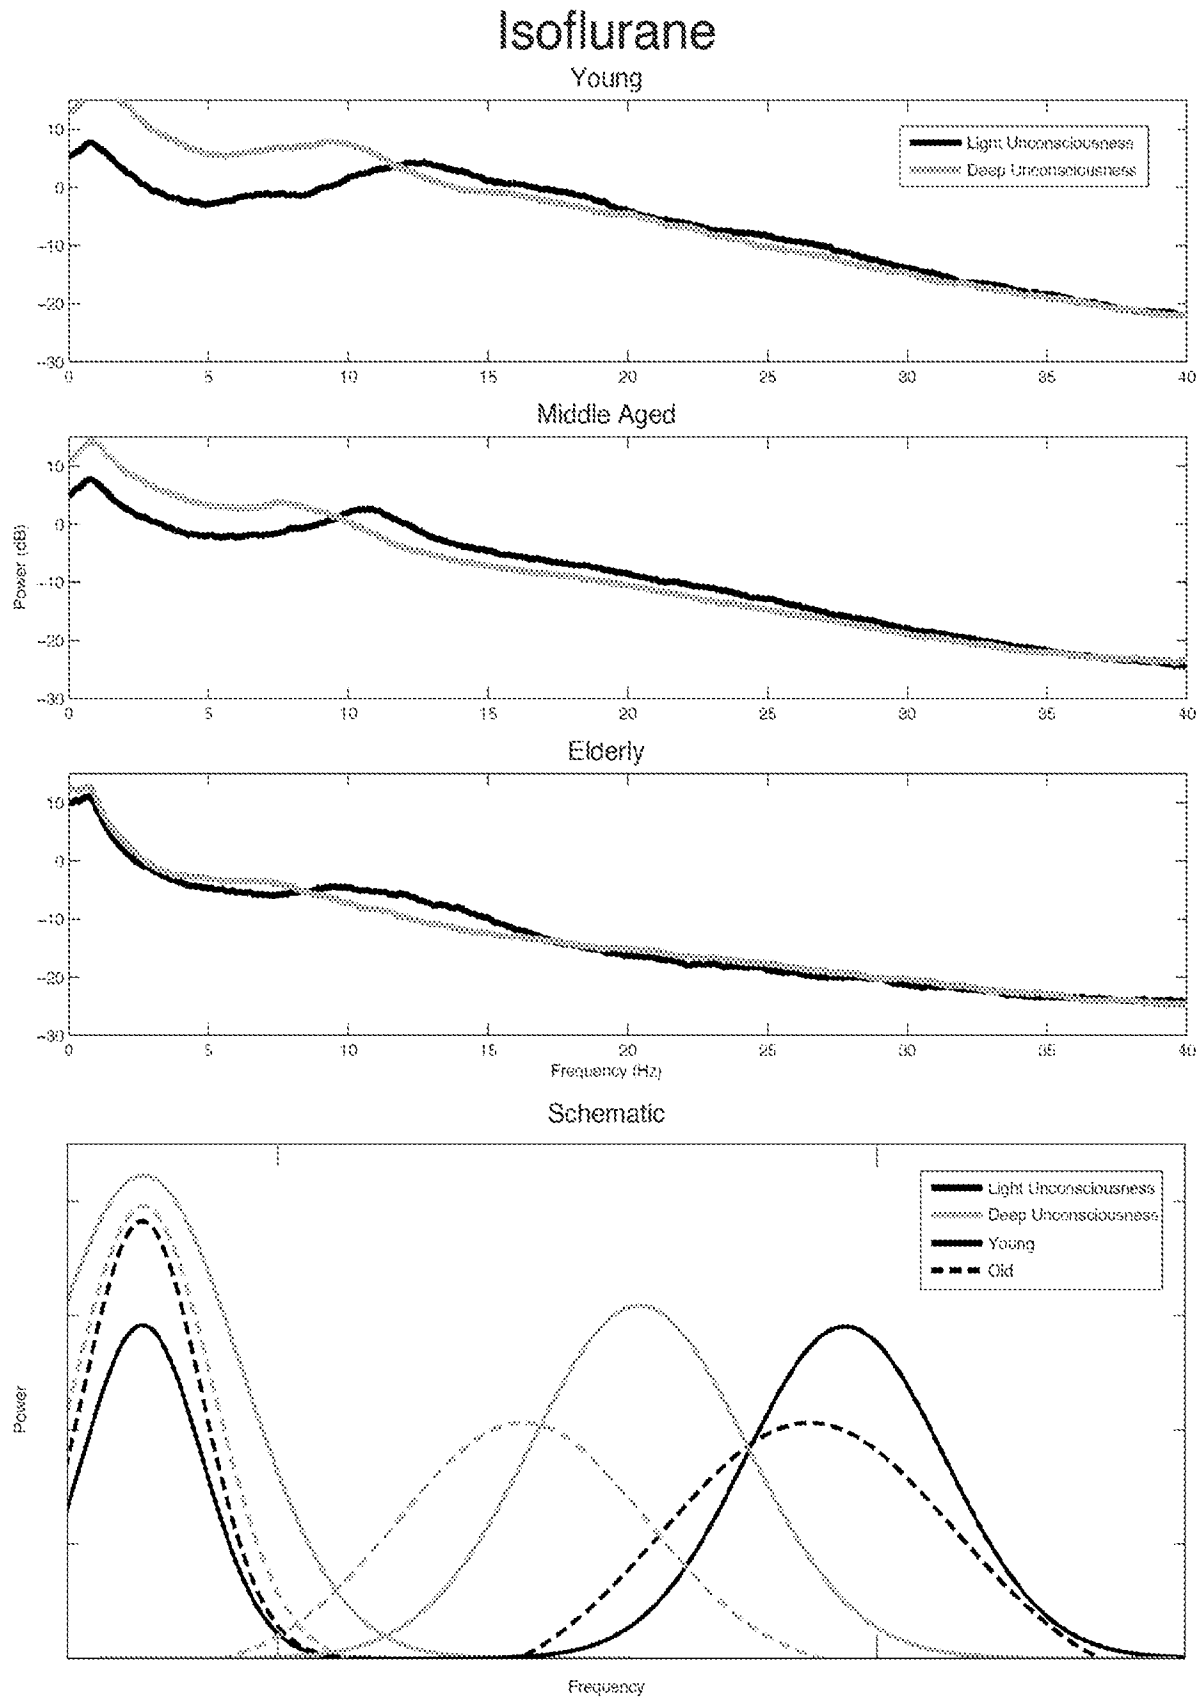 Isoflurane
Young
10
0
-10
-20
-30
0 5 10 15 20 25 30 35 40
Light Unconsciousness
Deep Unconsciousness
Middle Aged
10
0
-10
-20
-30
0 5 10 15 20 25 30 35 40
Power (dB)
Elderly
10
0
-10
-20
-30
0 5 10 15 20 25 30 35 40
Frequency (Hz)
Schematic
Light Unconsciousness
Deep Unconsciousness
Young
Old
Power
Frequency